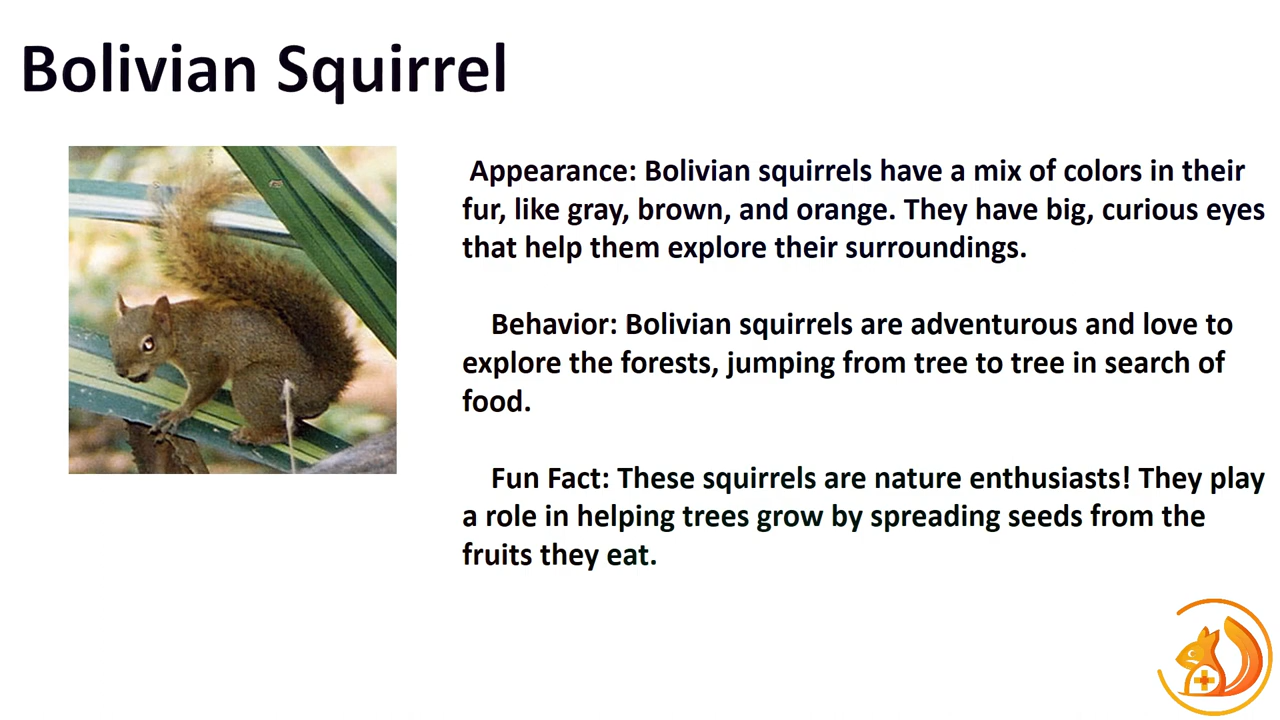 Bolivian Squirrel
Appearance: Bolivian squirrels have a mix of colors in their
fur, like gray, brown, and orange. They have big, curious eyes
that help them explore their surroundings.
Behavior: Bolivian squirrels are adventurous and love to
explore the forests, jumping from tree to tree in search of
food.
Fun Fact: These squirrels are nature enthusiasts! They play
a role in helping trees grow by spreading seeds from the
fruits they eat.